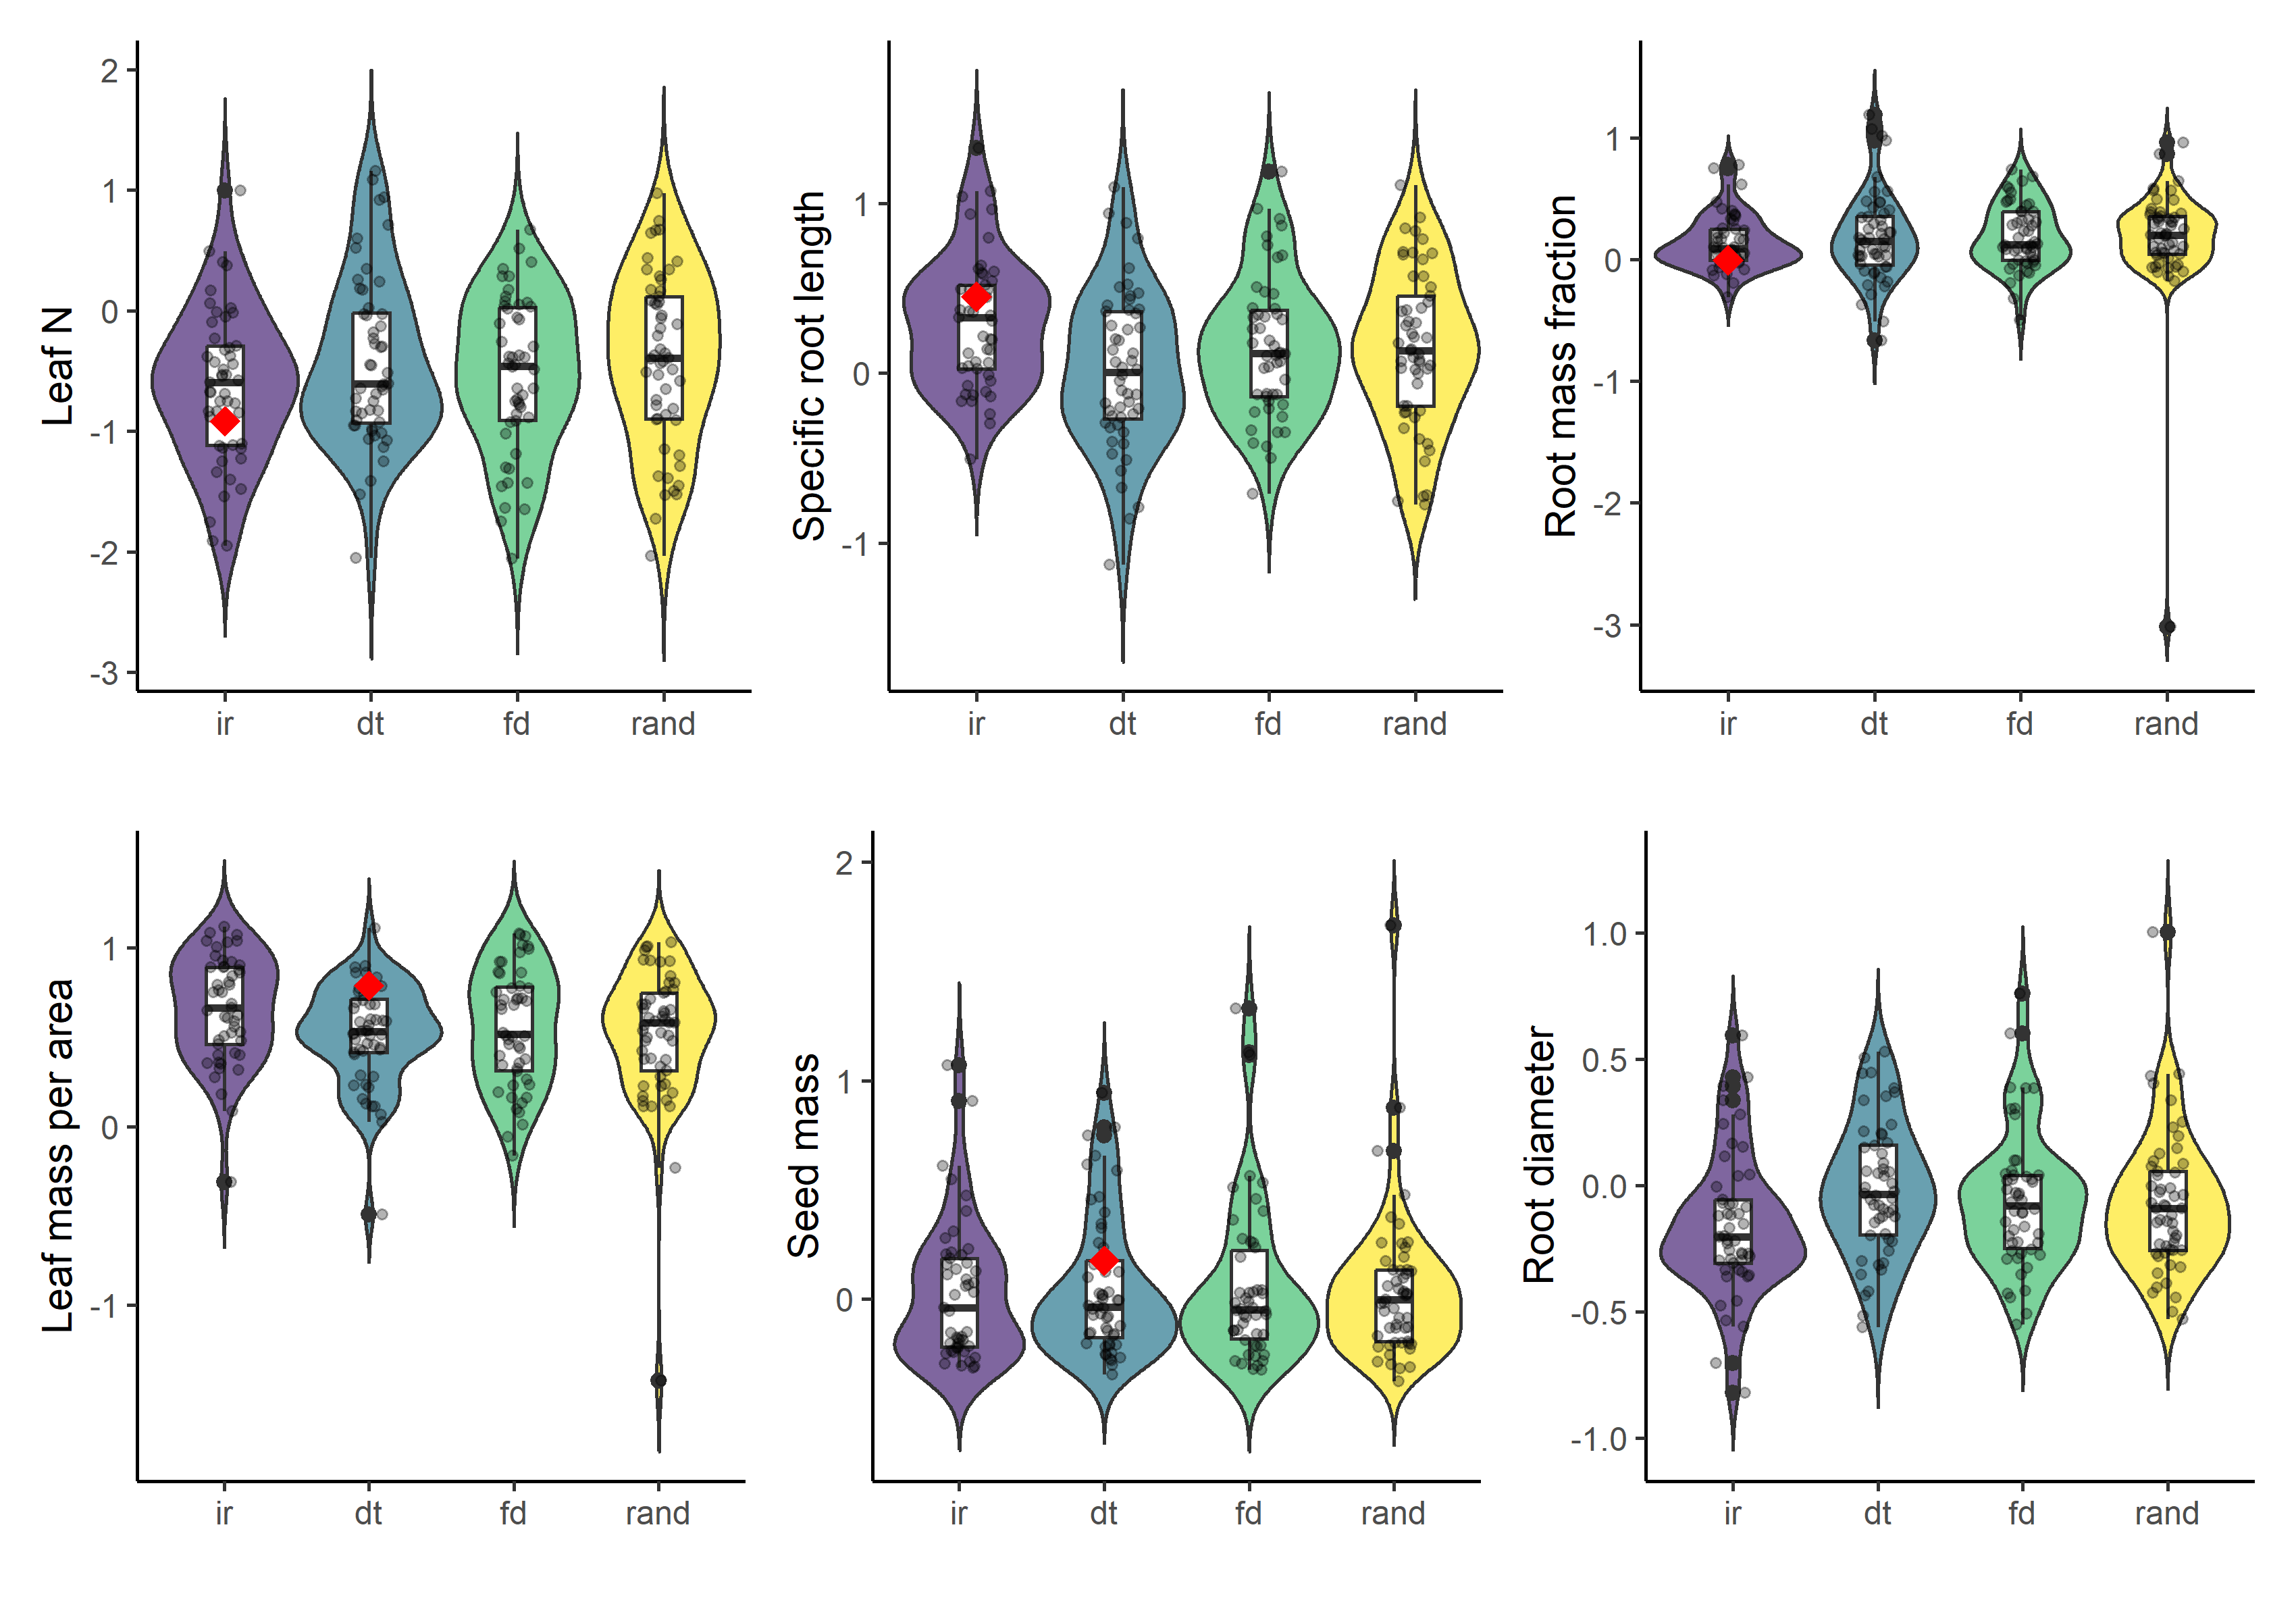 Leaf N
2
1
0
-1
-2
-3
ir dt fd rand
Specific root length
1
0
-1
ir dt fd rand
Root mass fraction
1
0
-1
-2
-3
ir dt fd rand
Leaf mass per area
1
0
-1
ir dt fd rand
Seed mass
2
1
0
ir dt fd rand
Root diameter
1.0
0.5
0.0
-0.5
-1.0
ir dt fd rand